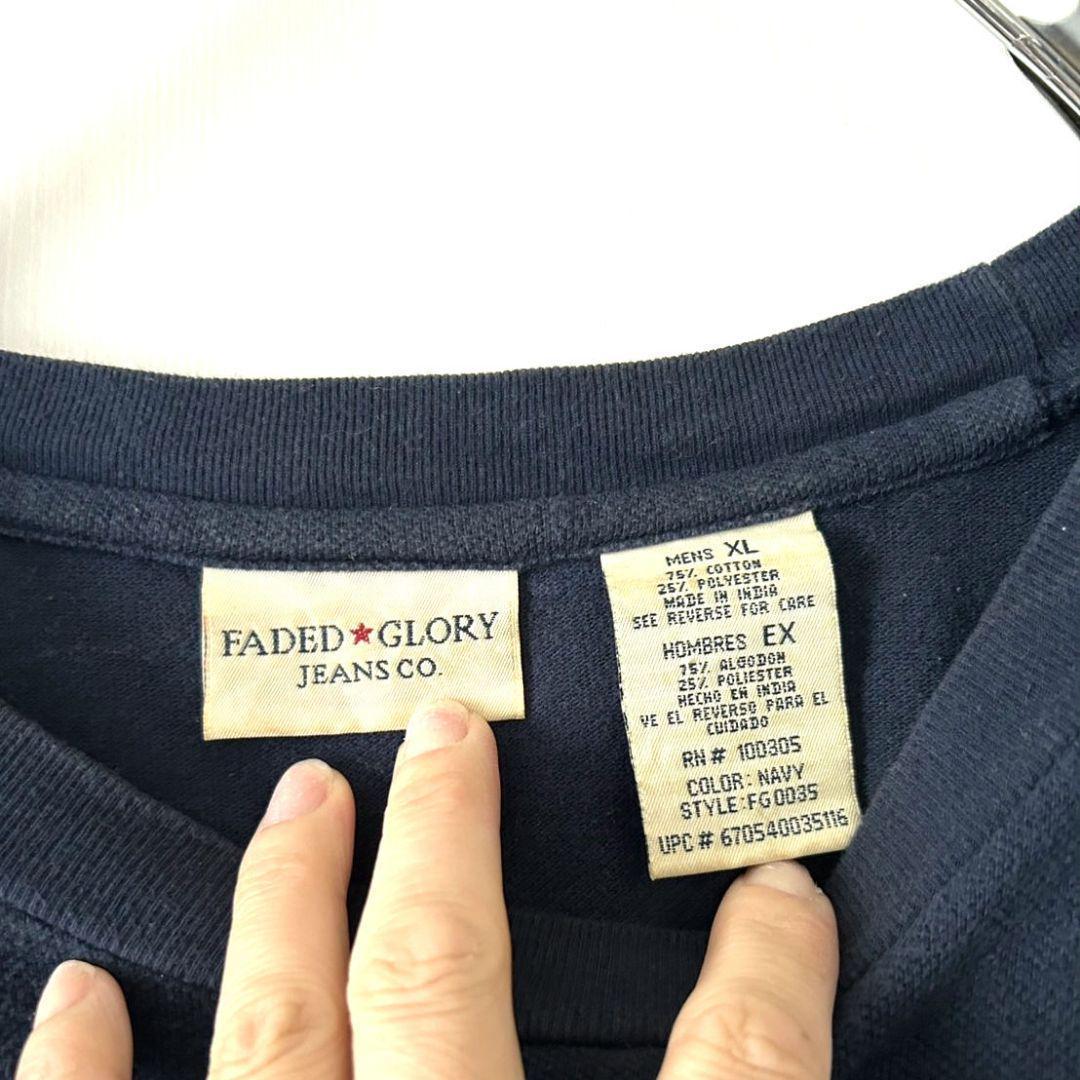 FADED★GLORY
JEANS CO.
MENS XL
75% COTTON
25% POLYESTER
MADE IN INDIA
SEE REVERSE FOR CARE
HOMBRES EX
75% ALGODON
25% POLIESTER
HECHO EN INDIA
VE EL REVERSO PARA EL
CUIDADO
RN# 100305
COLOR: NAVY
STYLE:FG0035
UPC# 670540035116